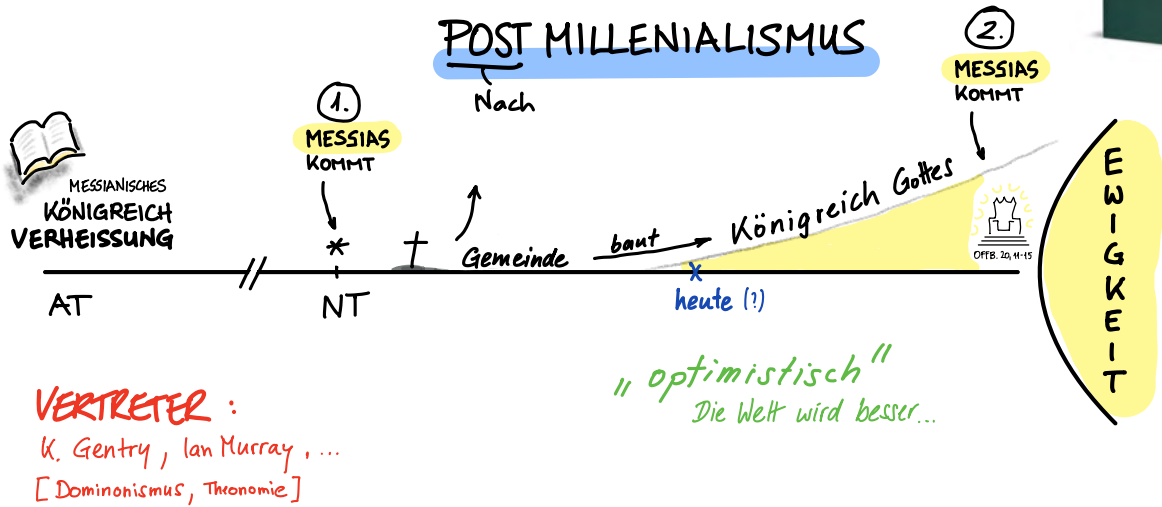 POST MILLENIALISMUS
Nach
1.
MESSIAS
KOMMT
2.
MESSIAS
KOMMT
MESSIANISCHES
KÖNIGREICH
VERHEISSUNG
Gemeinde
baut
Königreich Gottes
OFFB. 20, 11-15
AT
NT
heute (?)
EWIGKEIT
„optimistisch"
Die Welt wird besser...
VERTRETER:
K. Gentry, Ian Murray, ...
[Dominonismus, Theonomie]